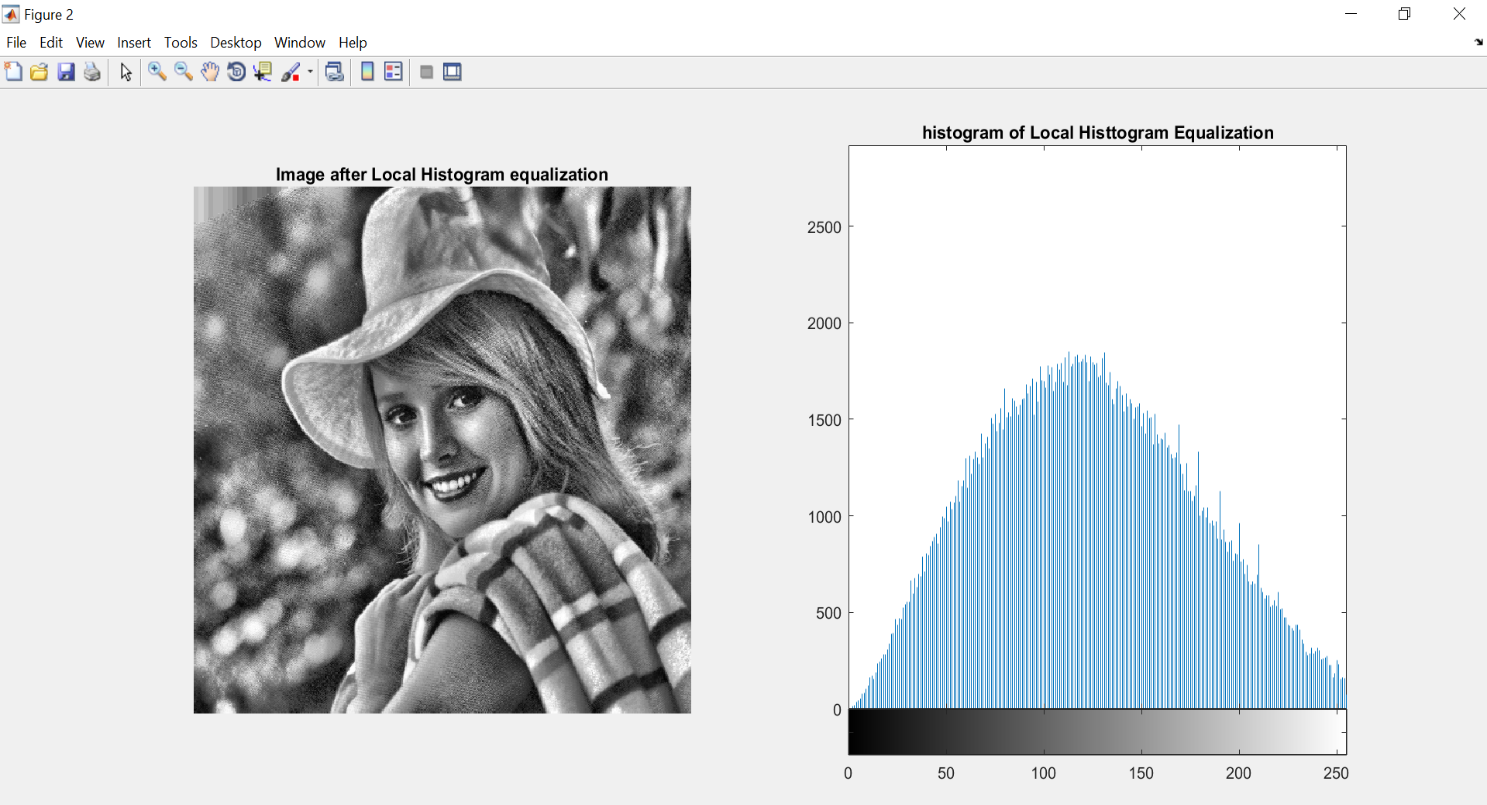 Figure 2
File Edit View Insert Tools Desktop Window Help
Image after Local Histogram equalization
histogram of Local Histtogram Equalization
2500
2000
1500
1000
500
0
0 50 100 150 200 250